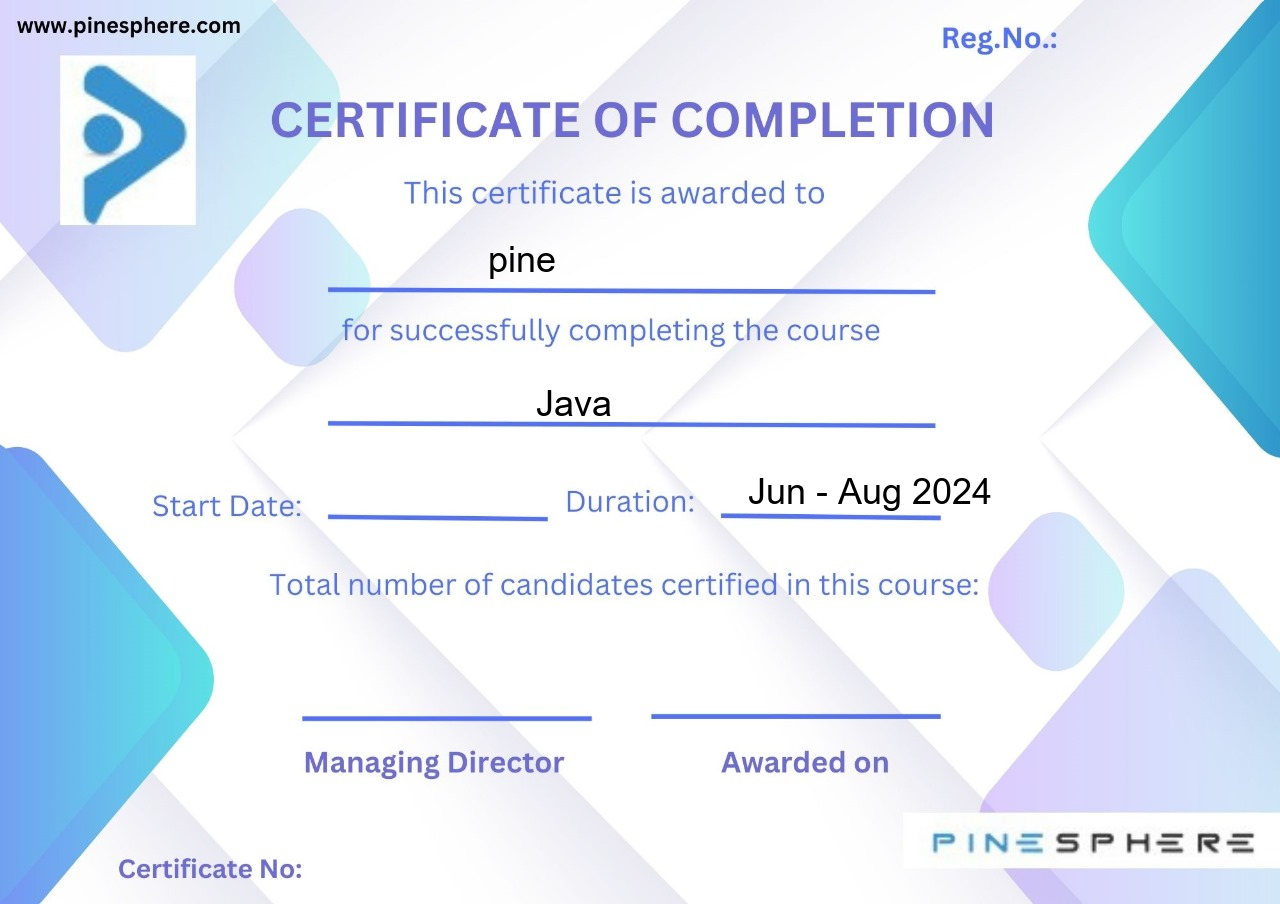 www.pinesphere.com
Reg.No.:
CERTIFICATE OF COMPLETION
This certificate is awarded to
pine
for successfully completing the course
Java
Start Date: Duration: Jun - Aug 2024
Total number of candidates certified in this course:
Managing Director Awarded on
PINESPHERE
Certificate No: